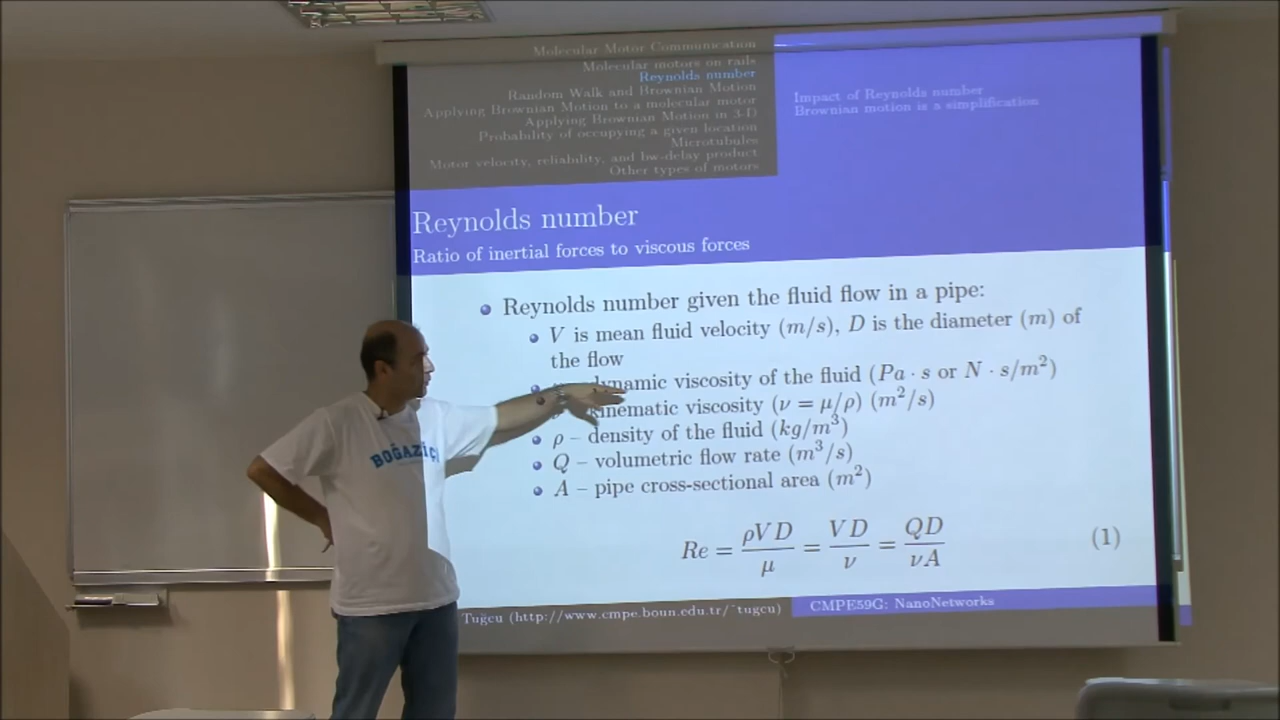 Molecular Motor Communication
Molecular motors on rails
Reynolds number
Random Walk and Brownian Motion
Applying Brownian Motion to a molecular motor
Applying Brownian Motion in 3-D
Probability of occupying a given location
Microtubules
Motor velocity, reliability, and bw-delay product
Other types of motors
Impact of Reynolds number
Brownian motion is a simplification
Reynolds number
Ratio of inertial forces to viscous forces
Reynolds number given the fluid flow in a pipe:
V is mean fluid velocity (m/s), D is the diameter (m) of
the flow
viscosity of the fluid (Pa · s or N · s/m²)
kinematic viscosity (ν = μ/ρ) (m²/s)
ρ – density of the fluid (kg/m³)
Q – volumetric flow rate (m³/s)
A – pipe cross-sectional area (m²)
Re = ρVD/μ = VD/ν = QD/νA (1)
BOĞAZİÇİ
Tuğcu (http://www.cmpe.boun.edu.tr/~tugcu)
CMPE59G: NanoNetworks